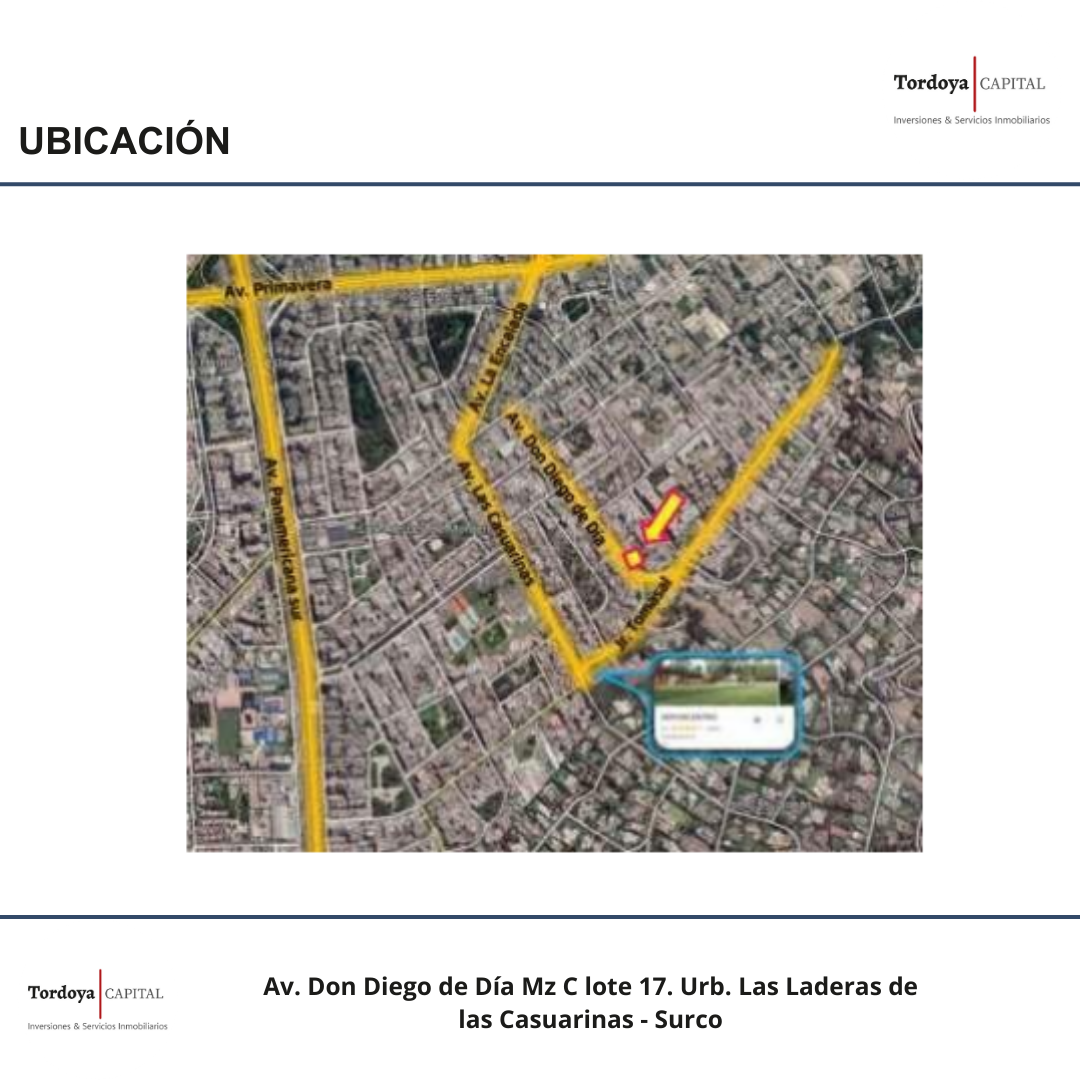 Tordoya CAPITAL
Inversiones & Servicios Inmobiliarios
UBICACIÓN
Av. Primavera
Av. La Encalada
Av. Don Diego de Día
Av. Panamericana sur
Av. Las Casuarinas
Jr. Tomasal
Tordoya CAPITAL
Inversiones & Servicios Inmobiliarios
Av. Don Diego de Día Mz C lote 17. Urb. Las Laderas de
las Casuarinas - Surco